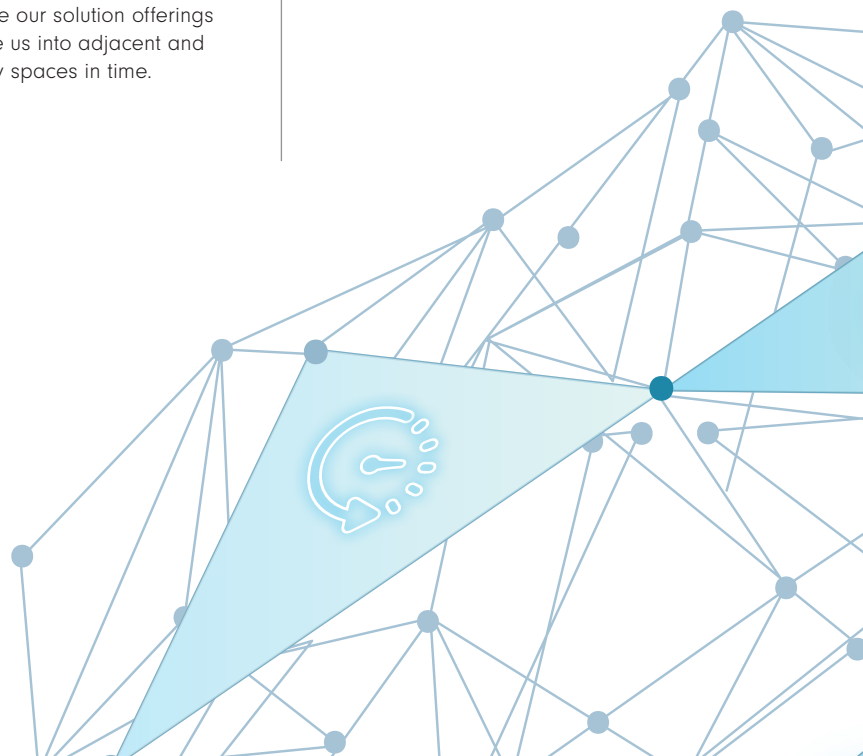 our solution offerings
us into adjacent and
spaces in time.